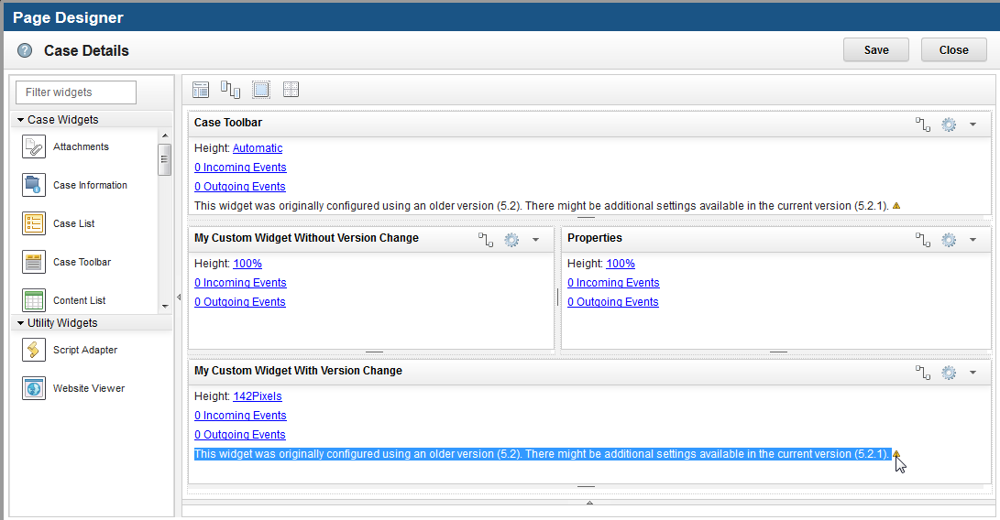 Page Designer
? Case Details
Save
Close
Filter widgets
Case Widgets
Attachments
Case Information
Case List
Case Toolbar
Content List
Utility Widgets
Script Adapter
Website Viewer
Case Toolbar
Height: Automatic
0 Incoming Events
0 Outgoing Events
This widget was originally configured using an older version (5.2). There might be additional settings available in the current version (5.2.1).
My Custom Widget Without Version Change
Height: 100%
0 Incoming Events
0 Outgoing Events
Properties
Height: 100%
0 Incoming Events
0 Outgoing Events
My Custom Widget With Version Change
Height: 142Pixels
0 Incoming Events
0 Outgoing Events
This widget was originally configured using an older version (5.2). There might be additional settings available in the current version (5.2.1).